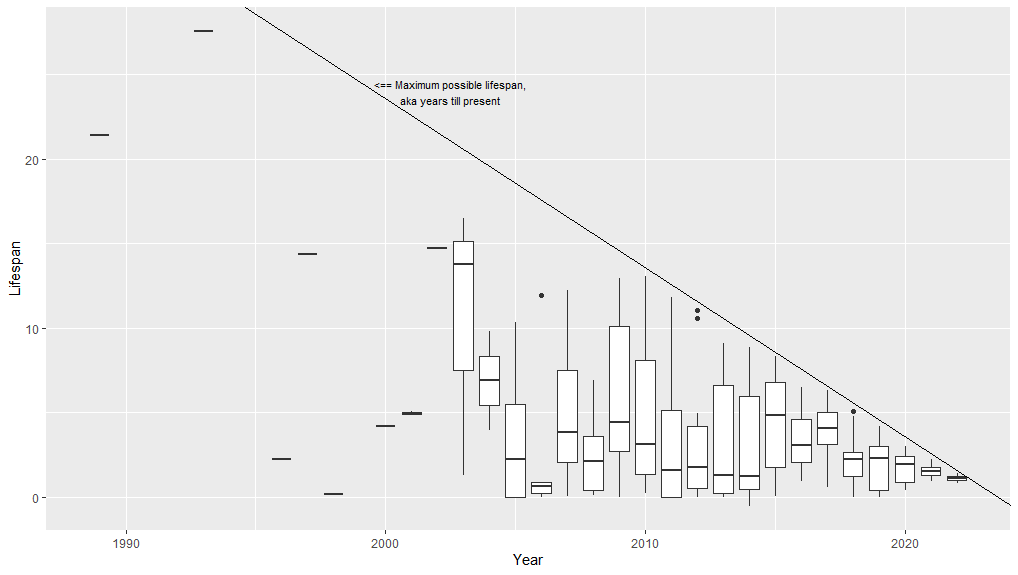 <== Maximum possible lifespan,
aka years till present
20
10
0
Lifespan
1990 2000 2010 2020
Year